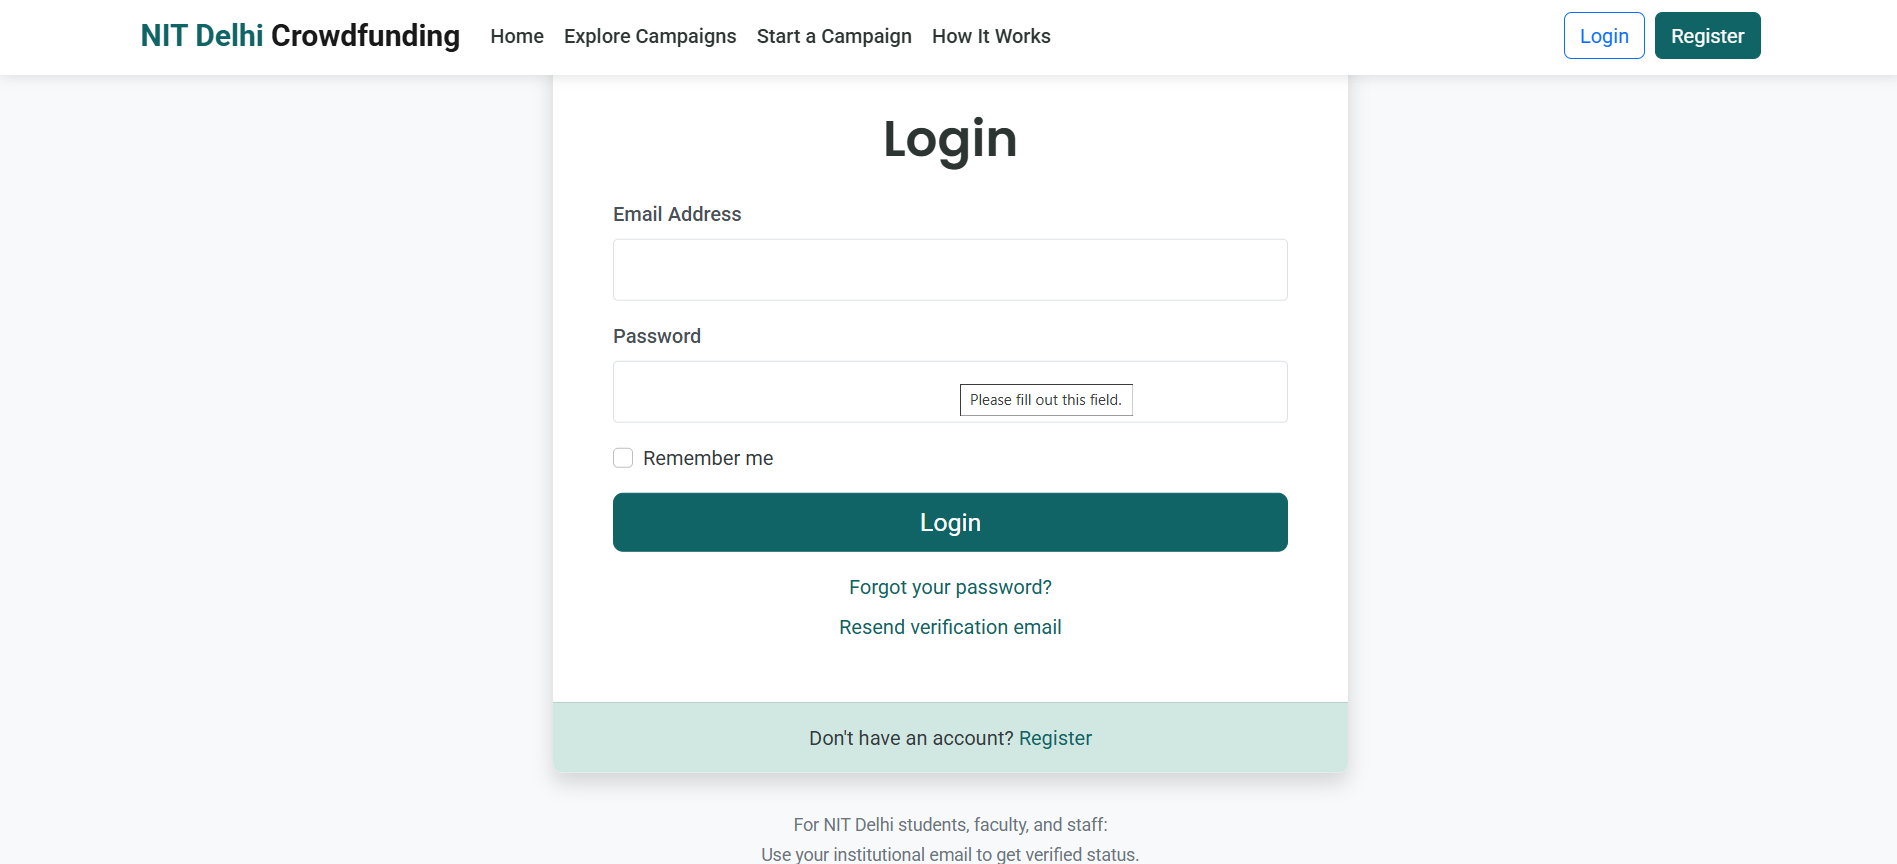 NIT Delhi Crowdfunding Home Explore Campaigns Start a Campaign How It Works Login Register
Login
Email Address
Password
Please fill out this field.
Remember me
Login
Forgot your password?
Resend verification email
Don't have an account? Register
For NIT Delhi students, faculty, and staff:
Use your institutional email to get verified status.